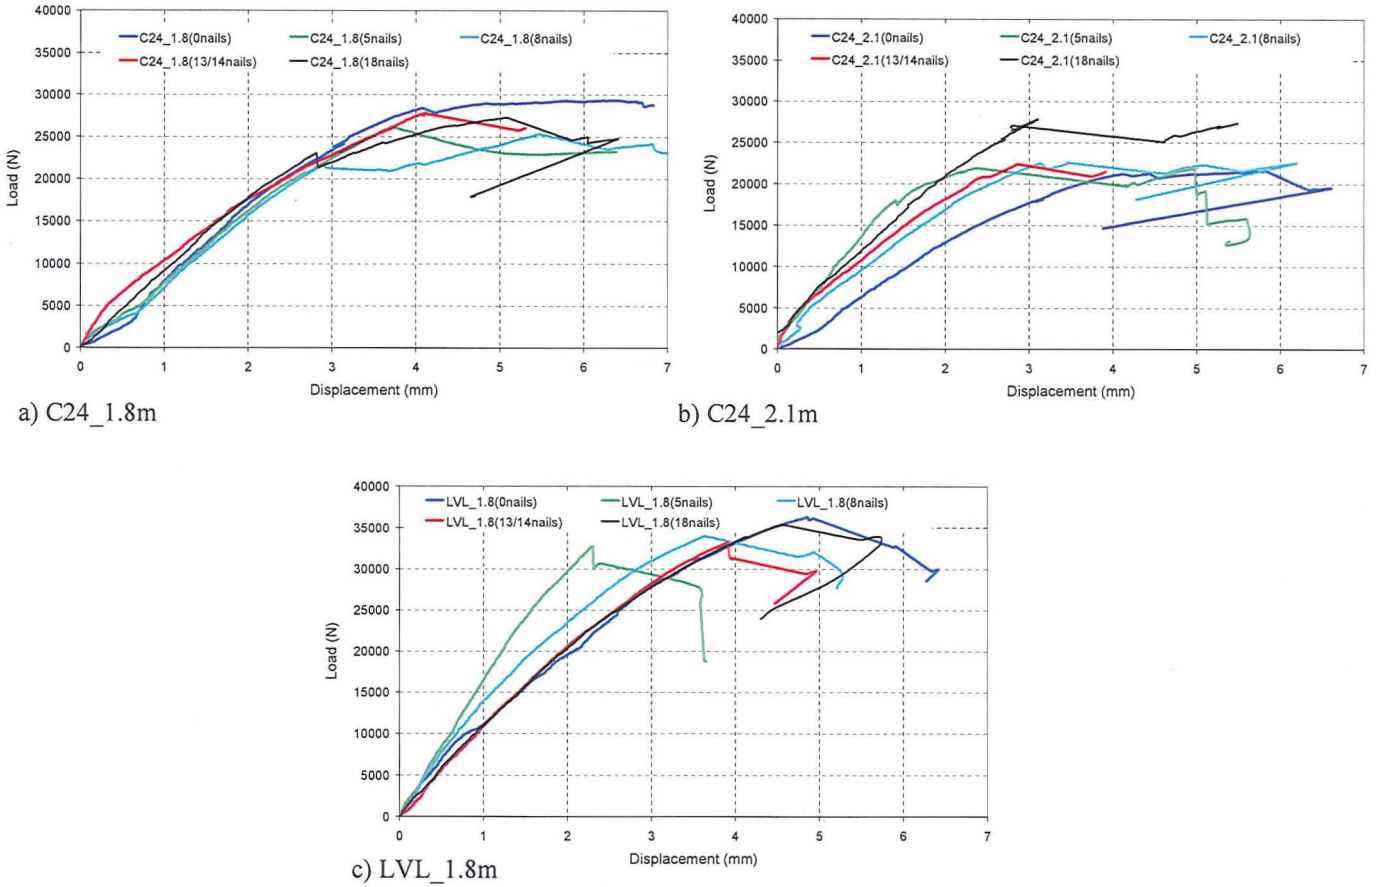 40000
35000
30000
25000
20000
15000
10000
5000
0
Load (N)
C24_1.8(0nails) C24_1.8(5nails) C24_1.8(8nails)
C24_1.8(13/14nails) C24_1.8(18nails)
0 1 2 3 4 5 6 7
Displacement (mm)
a) C24_1.8m
40000
35000
30000
25000
20000
15000
10000
5000
0
Load (N)
C24_2.1(0nails) C24_2.1(5nails) C24_2.1(8nails)
C24_2.1(13/14nails) C24_2.1(18nails)
0 1 2 3 4 5 6 7
Displacement (mm)
b) C24_2.1m
40000
35000
30000
25000
20000
15000
10000
5000
0
Load (N)
LVL_1.8(0nails) LVL_1.8(5nails) LVL_1.8(8nails)
LVL_1.8(13/14nails) LVL_1.8(18nails)
0 1 2 3 4 5 6 7
Displacement (mm)
c) LVL_1.8m